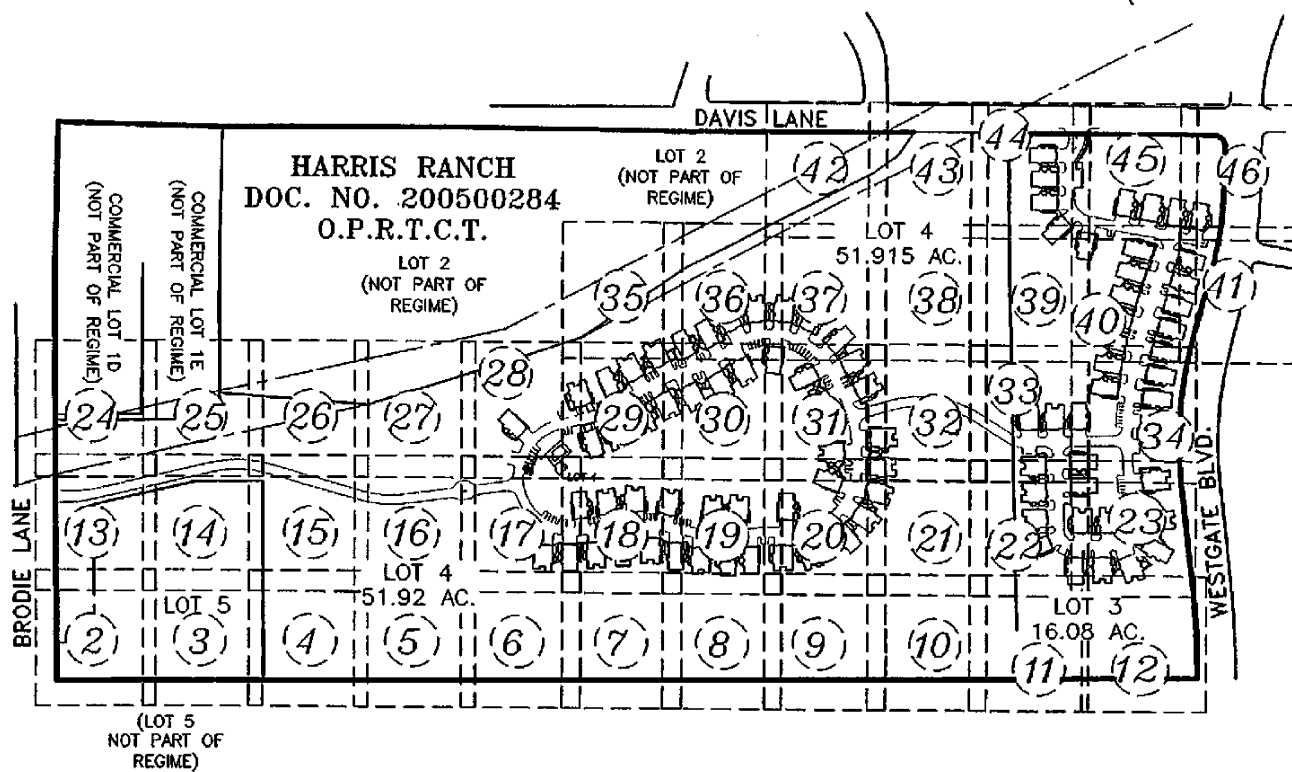 DAVIS LANE
HARRIS RANCH
DOC. NO. 200500284
O.P.R.T.C.T.
LOT 2
(NOT PART OF
REGIME)
COMMERCIAL LOT 1D
(NOT PART OF REGIME)
COMMERCIAL LOT 1E
(NOT PART OF REGIME)
LOT 2
(NOT PART OF
REGIME)
42
43
44
45
46
LOT 4
51.915 AC.
35
36
37
38
39
40
41
24
25
26
27
28
29
30
31
32
33
34
BRODIE LANE
WESTGATE BLVD.
13
14
15
16
17
18
19
20
21
22
23
LOT 4
51.92 AC.
LOT 5
LOT 3
16.08 AC.
2
3
4
5
6
7
8
9
10
11
12
(LOT 5
NOT PART OF
REGIME)